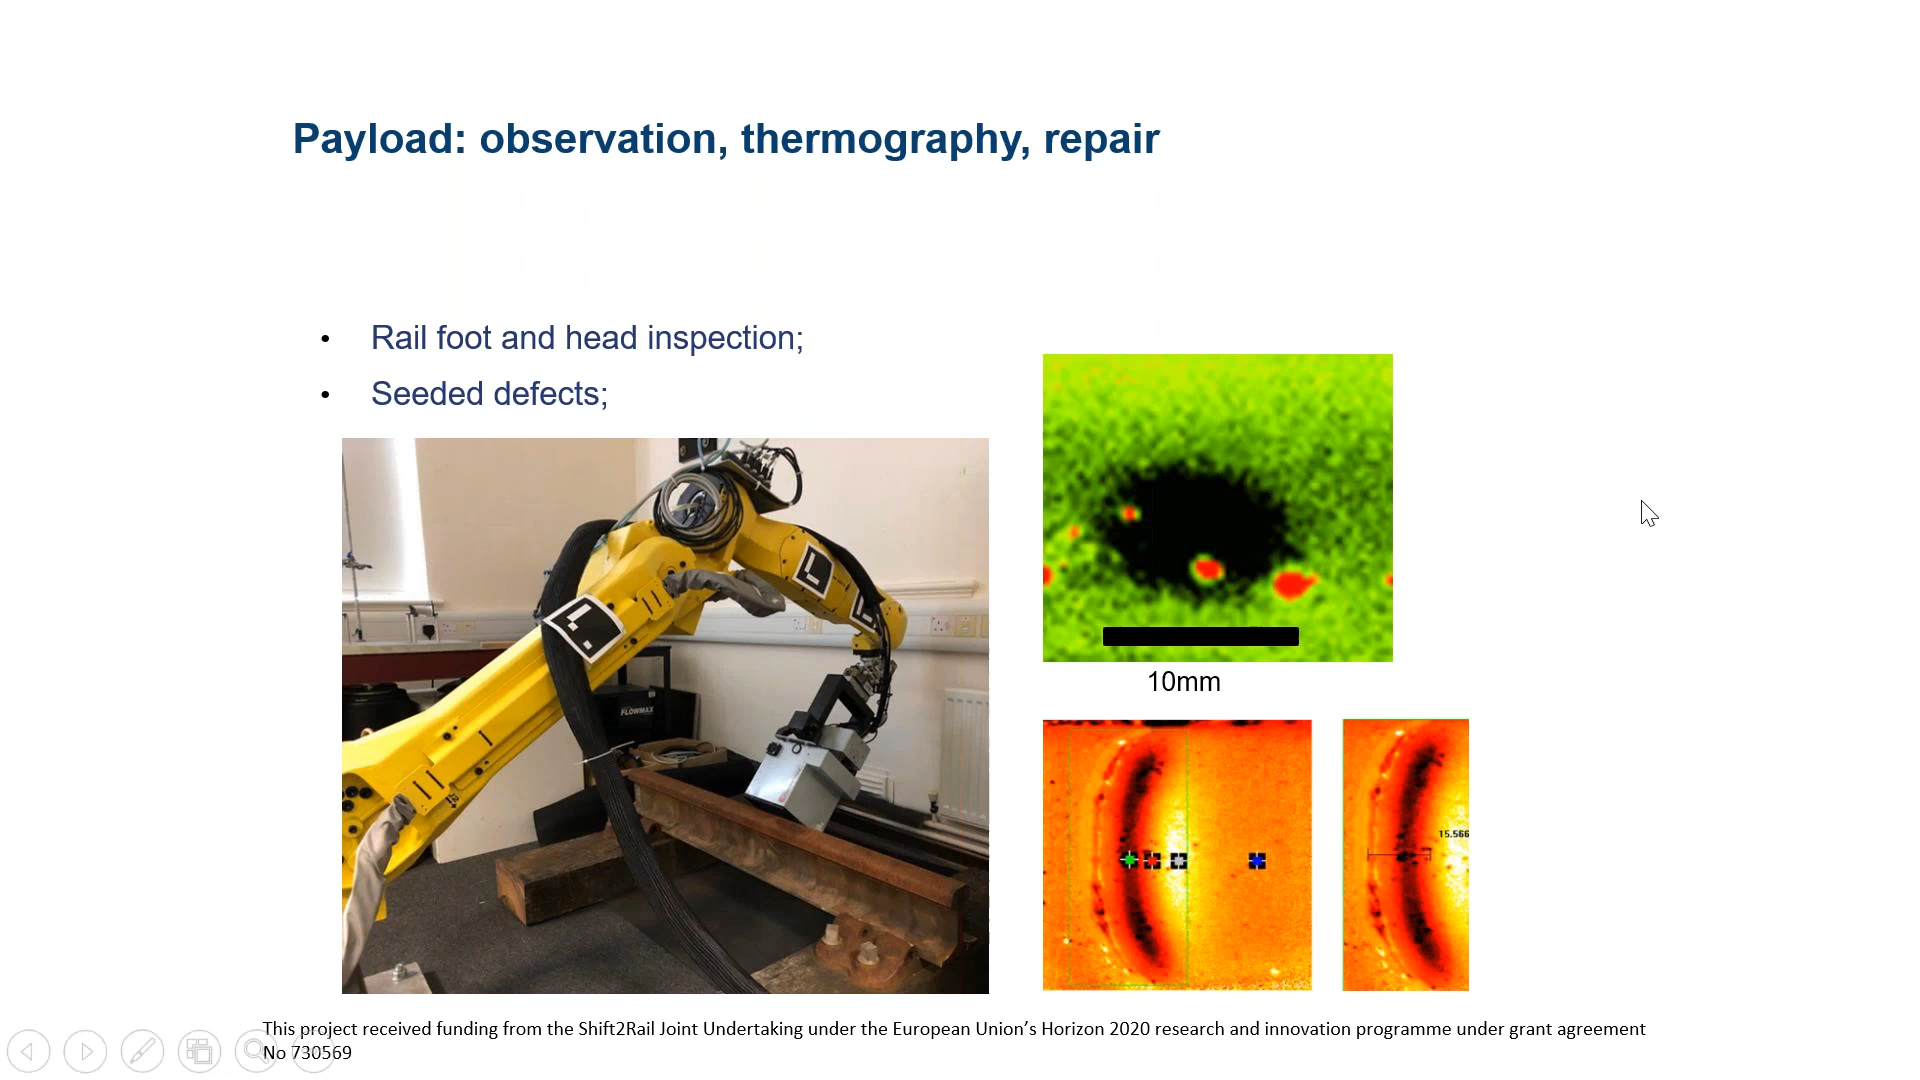 Payload: observation, thermography, repair
• Rail foot and head inspection;
• Seeded defects;
FLOWMAX
10mm
15.566
This project received funding from the Shift2Rail Joint Undertaking under the European Union’s Horizon 2020 research and innovation programme under grant agreement
No 730569